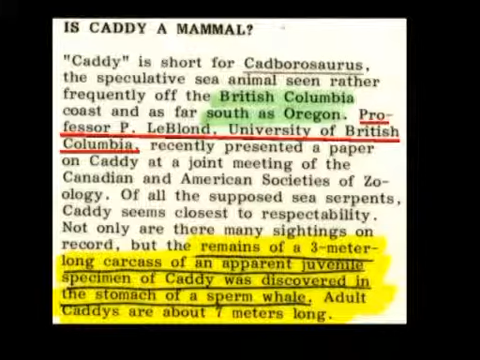 IS CADDY A MAMMAL?
"Caddy" is short for Cadborosaurus,
the speculative sea animal seen rather
frequently off the British Columbia
coast and as far south as Oregon. Pro-
fessor P. LeBlond, University of British
Columbia, recently presented a paper
on Caddy at a joint meeting of the
Canadian and American Societies of Zo-
ology. Of all the supposed sea serpents,
Caddy seems closest to respectability.
Not only are there many sightings on
record, but the remains of a 3-meter-
long carcass of an apparent juvenile
specimen of Caddy was discovered in
the stomach of a sperm whale. Adult
Caddys are about 7 meters long.